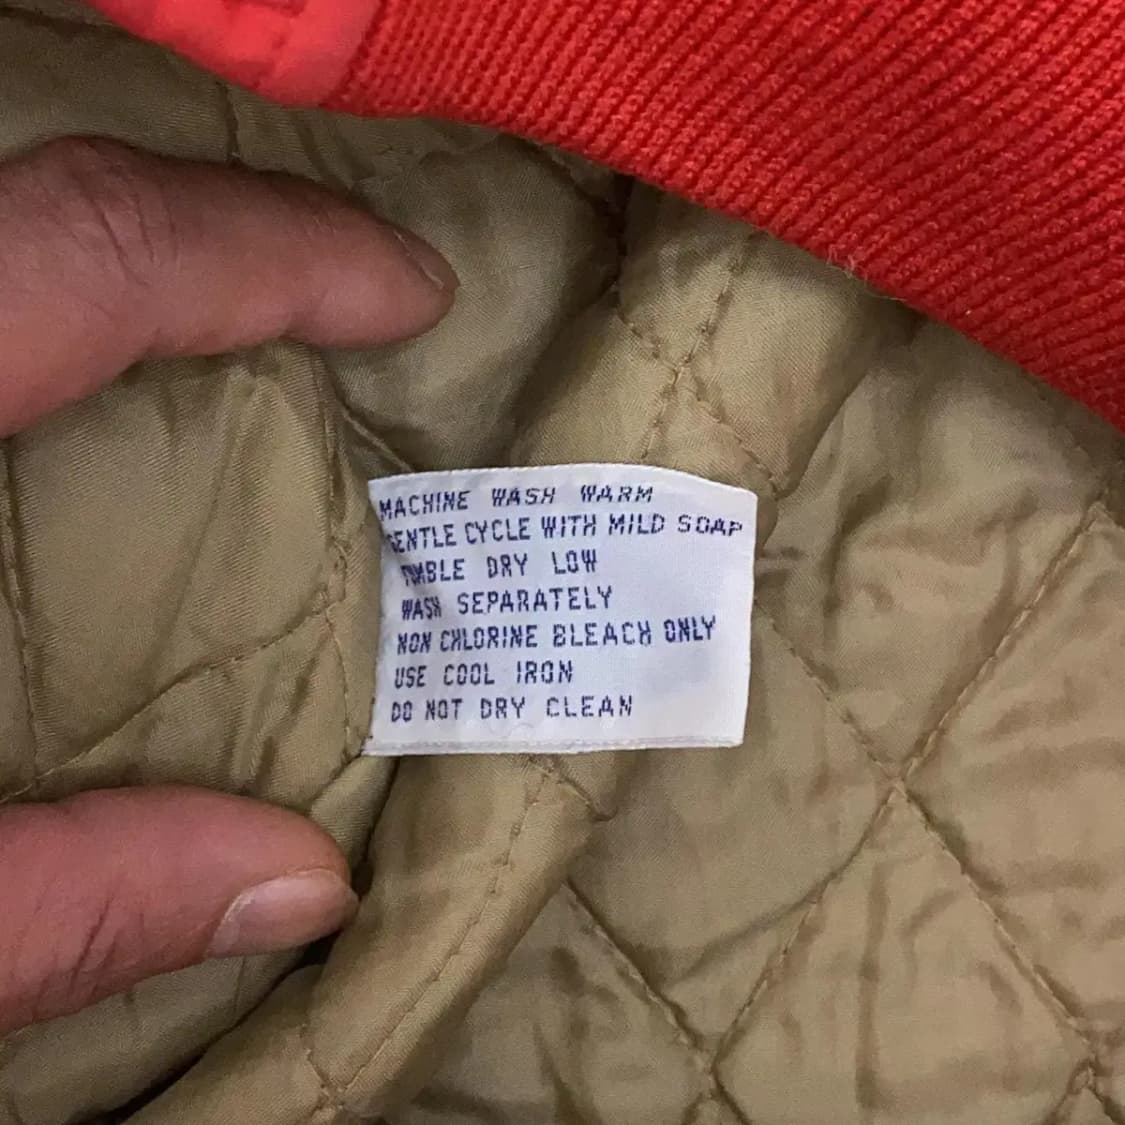 MACHINE WASH WARM
GENTLE CYCLE WITH MILD SOAP
TUMBLE DRY LOW
WASH SEPARATELY
NON CHLORINE BLEACH ONLY
USE COOL IRON
DO NOT DRY CLEAN